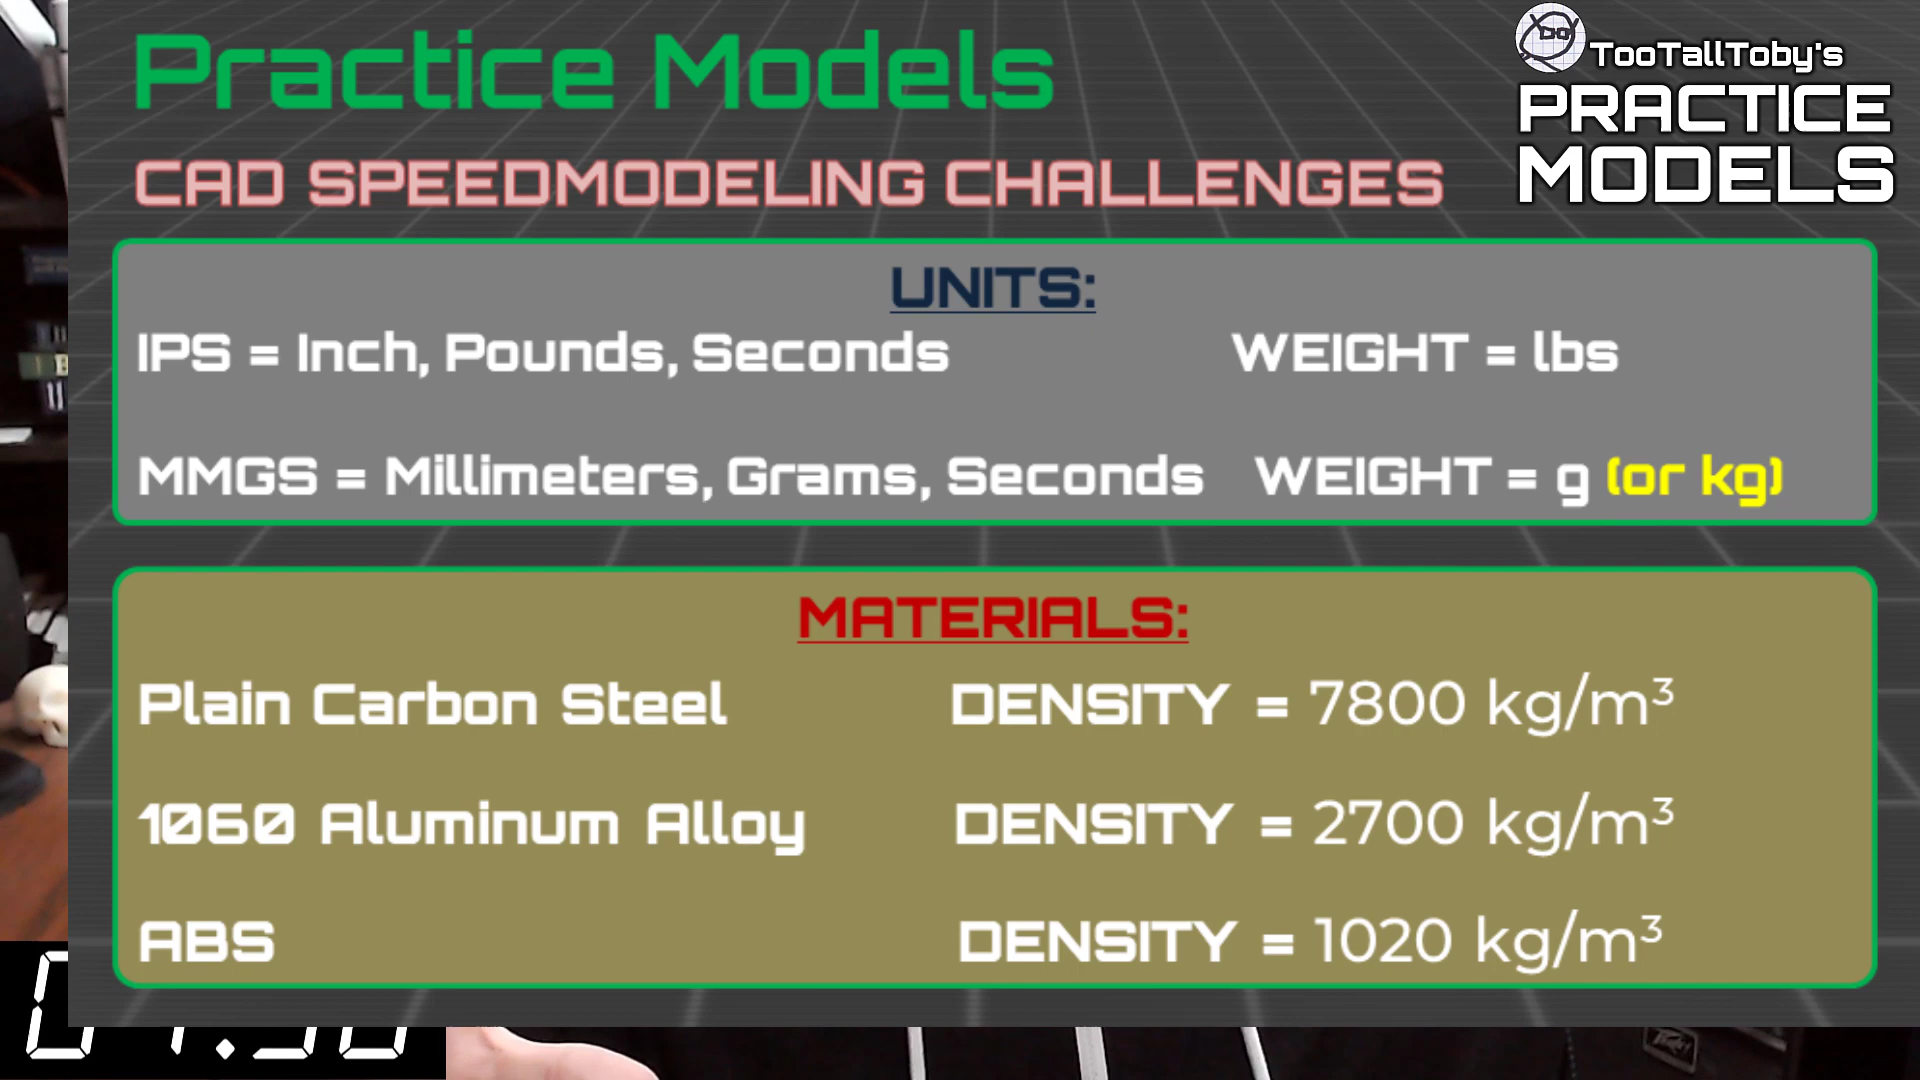 Practice Models
TooTallToby's
PRACTICE
MODELS
CAD SPEEDMODELING CHALLENGES
UNITS:
IPS = Inch, Pounds, Seconds WEIGHT = lbs
MMGS = Millimeters, Grams, Seconds WEIGHT = g (or kg)
MATERIALS:
Plain Carbon Steel DENSITY = 7800 kg/m³
1060 Aluminum Alloy DENSITY = 2700 kg/m³
ABS DENSITY = 1020 kg/m³